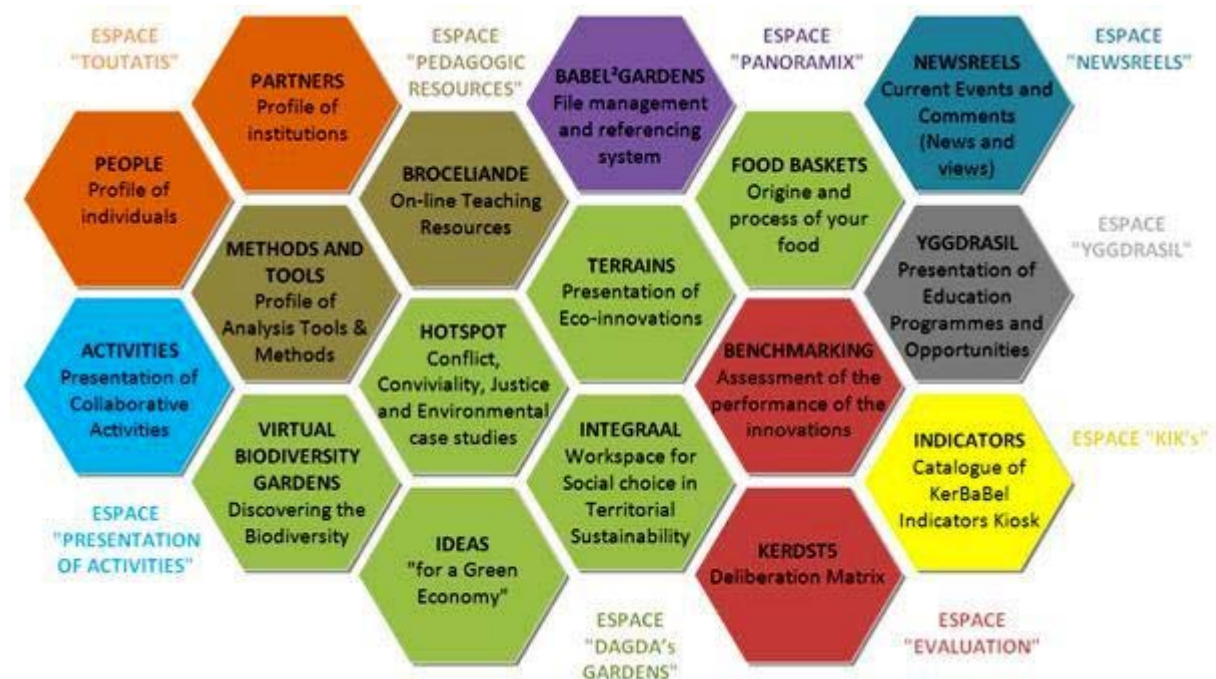 ESPACE
"TOUTATIS"
PARTNERS
Profile of
institutions
ESPACE
"PEDAGOGIC
RESOURCES"
BABEL²GARDENS
File management
and referencing
system
ESPACE
"PANORAMIX"
NEWSREELS
Current Events and
Comments
(News and
views)
ESPACE
"NEWSREELS"
PEOPLE
Profile of
individuals
BROCELIANDE
On-line Teaching
Resources
FOOD BASKETS
Origine and
process of your
food
METHODS AND
TOOLS
Profile of
Analysis Tools &
Methods
TERRAINS
Presentation of
Eco-innovations
YGGDRASIL
Presentation of
Education
Programmes and
Opportunities
ESPACE
"YGGDRASIL"
ACTIVITIES
Presentation of
Collaborative
Activities
HOTSPOT
Conflict,
Conviviality, Justice
and Environmental
case studies
BENCHMARKING
Assessment of the
performance of the
innovations
VIRTUAL
BIODIVERSITY
GARDENS
Discovering the
Biodiversity
INTEGRAAL
Workspace for
Social choice in
Territorial
Sustainability
INDICATORS
Catalogue of
KerBaBel
Indicators Kiosk
ESPACE "KIK's"
ESPACE
"PRESENTATION
OF ACTIVITIES"
IDEAS
"for a Green
Economy"
KERDST5
Deliberation Matrix
ESPACE
"DAGDA's
GARDENS"
ESPACE
"EVALUATION"